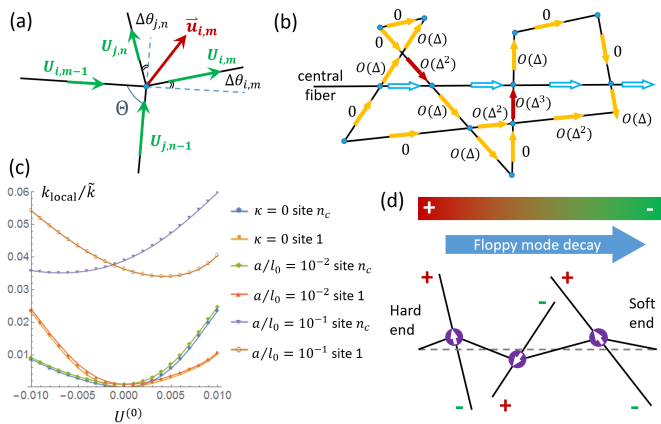 (a)
Δθj,n
u⃗i,m
Uj,n
Ui,m
Ui,m−1
Δθi,m
Θ
Uj,n−1
(b)
0
0
0
O(Δ)
O(Δ)
O(Δ²)
central
fiber
O(Δ)
O(Δ³)
O(Δ)
O(Δ²)
O(Δ²)
O(Δ)
0
0
0
(c)
klocal/k̃
0.06
0.05
0.04
0.03
0.02
0.01
−0.010
−0.005
0.000
0.005
0.010
U(0)
κ = 0 site nc
κ = 0 site 1
a/l0 = 10⁻² site nc
a/l0 = 10⁻² site 1
a/l0 = 10⁻¹ site nc
a/l0 = 10⁻¹ site 1
(d)
+
-
Floppy mode decay
+
+
-
Hard
end
Soft
end
-
+
-